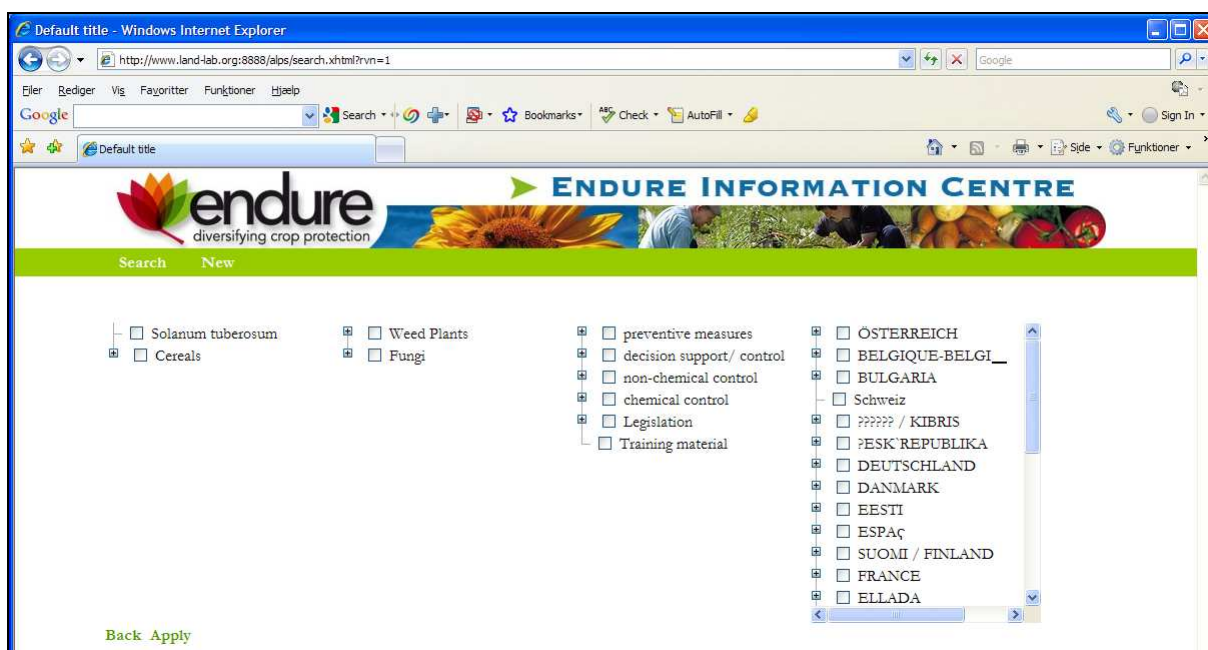 Default title - Windows Internet Explorer
http://www.land-lab.org:8888/alps/search.xhtml?rvn=1
Google
Filer Rediger Vis Favoritter Funktioner Hjælp
Google Search Bookmarks Check AutoFill Sign In
Default title Side Funktioner
endure
diversifying crop protection
ENDURE INFORMATION CENTRE
Search New
Solanum tuberosum
Cereals
Weed Plants
Fungi
preventive measures
decision support/ control
non-chemical control
chemical control
Legislation
Training material
ÖSTERREICH
BELGIQUE-BELGI__
BULGARIA
Schweiz
?????? / KIBRIS
?ESK`REPUBLIKA
DEUTSCHLAND
DANMARK
EESTI
ESPAç
SUOMI / FINLAND
FRANCE
ELLADA
Back Apply